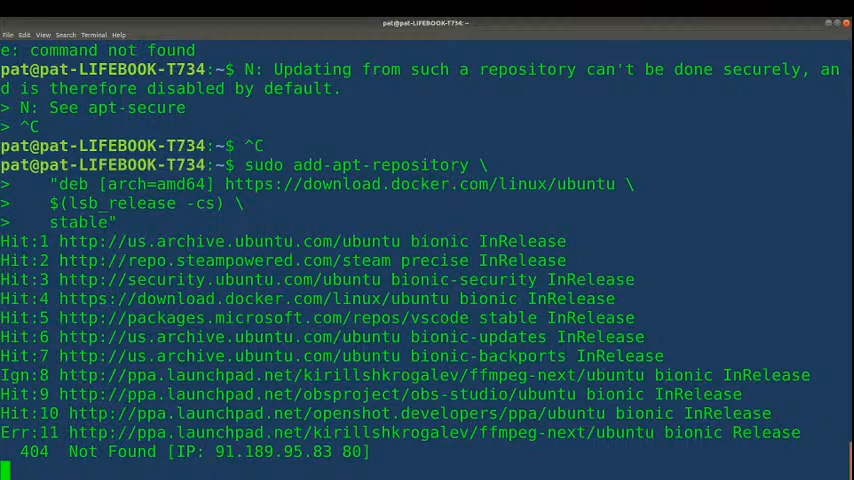 pat@pat-LIFEBOOK-T734: ~
File Edit View Search Terminal Help
e: command not found
pat@pat-LIFEBOOK-T734:~$ N: Updating from such a repository can't be done securely, an
d is therefore disabled by default.
> N: See apt-secure
> ^C
pat@pat-LIFEBOOK-T734:~$ ^C
pat@pat-LIFEBOOK-T734:~$ sudo add-apt-repository \
>    "deb [arch=amd64] https://download.docker.com/linux/ubuntu \
>    $(lsb_release -cs) \
>    stable"
Hit:1 http://us.archive.ubuntu.com/ubuntu bionic InRelease
Hit:2 http://repo.steampowered.com/steam precise InRelease
Hit:3 http://security.ubuntu.com/ubuntu bionic-security InRelease
Hit:4 https://download.docker.com/linux/ubuntu bionic InRelease
Hit:5 http://packages.microsoft.com/repos/vscode stable InRelease
Hit:6 http://us.archive.ubuntu.com/ubuntu bionic-updates InRelease
Hit:7 http://us.archive.ubuntu.com/ubuntu bionic-backports InRelease
Ign:8 http://ppa.launchpad.net/kirillshkrogalev/ffmpeg-next/ubuntu bionic InRelease
Hit:9 http://ppa.launchpad.net/obsproject/obs-studio/ubuntu bionic InRelease
Hit:10 http://ppa.launchpad.net/openshot.developers/ppa/ubuntu bionic InRelease
Err:11 http://ppa.launchpad.net/kirillshkrogalev/ffmpeg-next/ubuntu bionic Release
  404  Not Found [IP: 91.189.95.83 80]